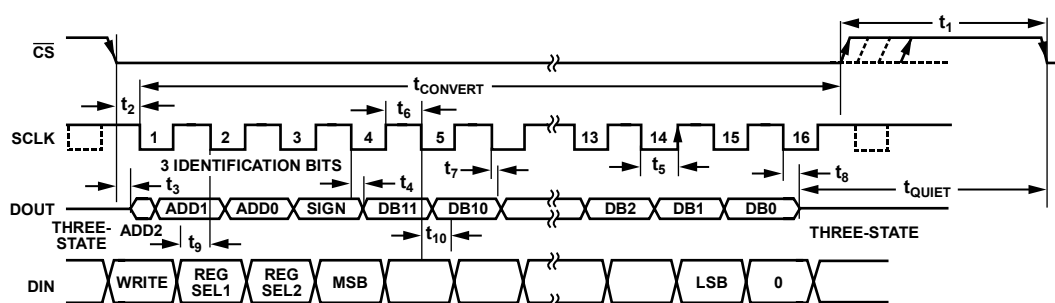 t1
CS
tCONVERT
t2
t6
SCLK
1 2 3 4 5 13 14 15 16
3 IDENTIFICATION BITS
t3
t4
t7
t5
t8
tQUIET
DOUT
ADD1 ADD0 SIGN DB11 DB10 DB2 DB1 DB0
THREE-
STATE
ADD2
THREE-STATE
t9
t10
DIN
WRITE
REG
SEL1
REG
SEL2
MSB
LSB
0